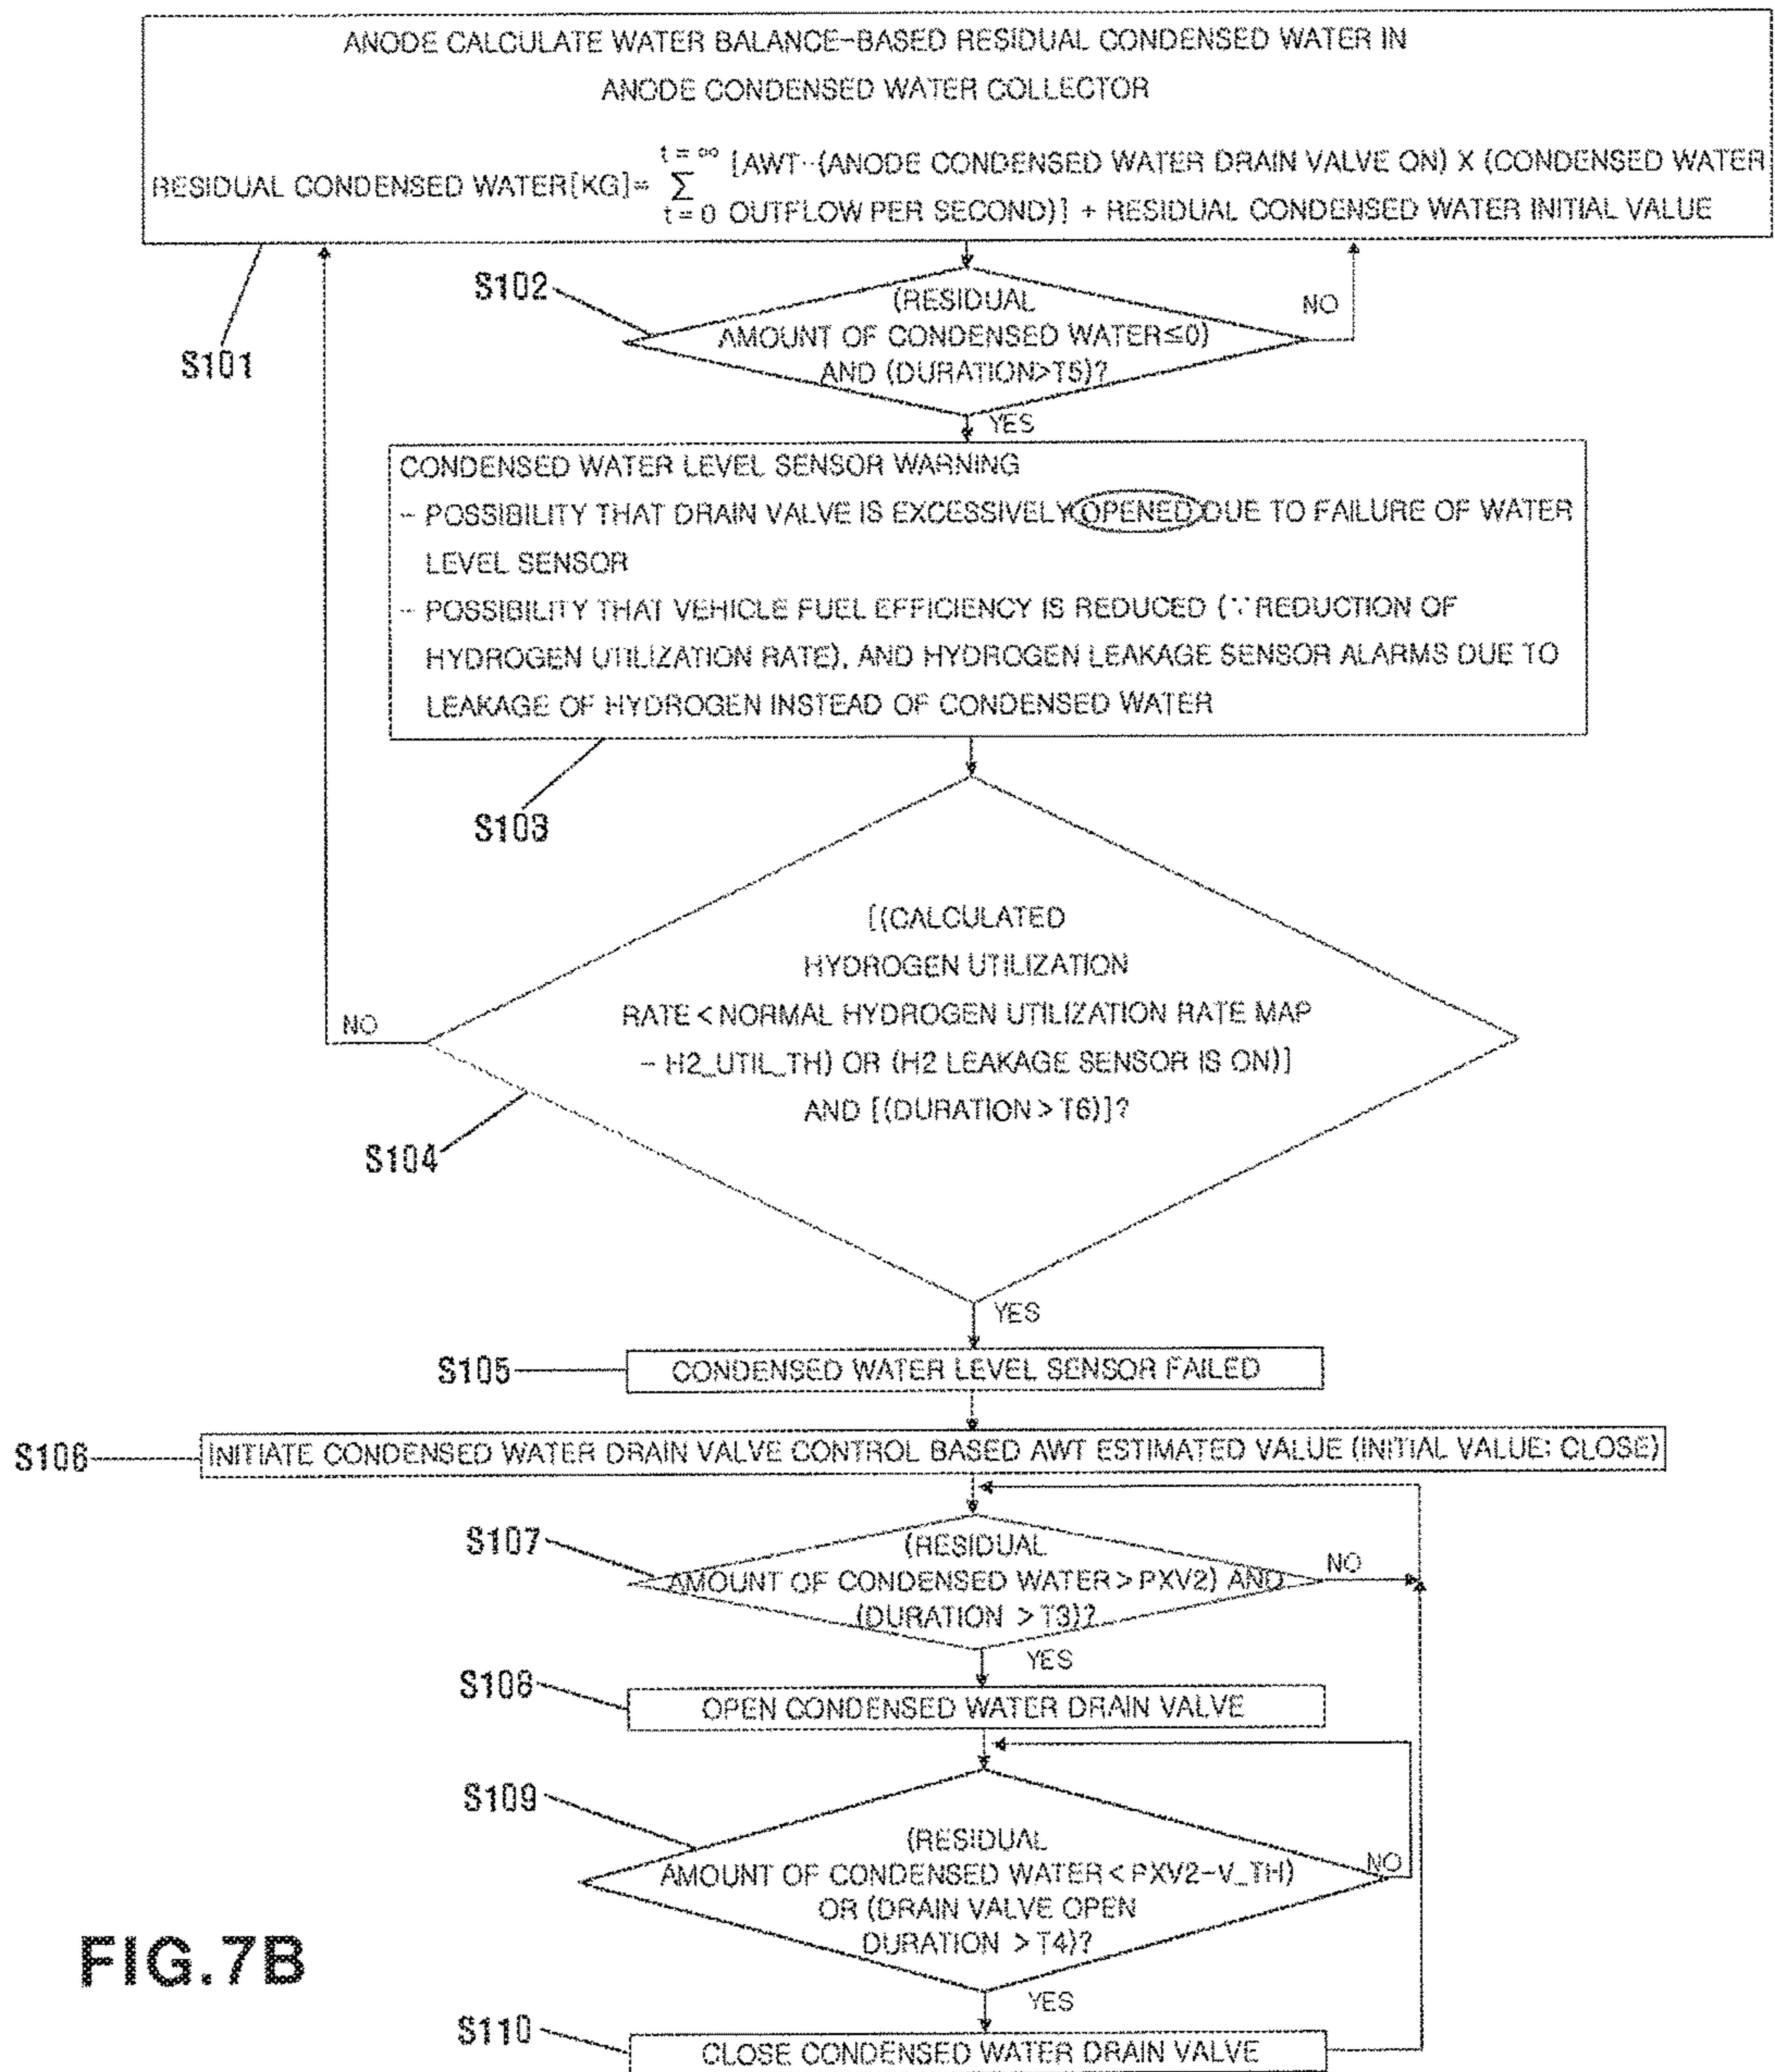 ANODE CALCULATE WATER BALANCE-BASED RESIDUAL CONDENSED WATER IN
ANODE CONDENSED WATER COLLECTOR
RESIDUAL CONDENSED WATER[KG]= t = ∞ Σ t = 0 [AWT-(ANODE CONDENSED WATER DRAIN VALVE ON) X (CONDENSED WATER
OUTFLOW PER SECOND)] + RESIDUAL CONDENSED WATER INITIAL VALUE
S101
S102
(RESIDUAL
AMOUNT OF CONDENSED WATER≤0)
AND (DURATION>T5)?
NO
YES
CONDENSED WATER LEVEL SENSOR WARNING
- POSSIBILITY THAT DRAIN VALVE IS EXCESSIVELY OPENED DUE TO FAILURE OF WATER
LEVEL SENSOR
- POSSIBILITY THAT VEHICLE FUEL EFFICIENCY IS REDUCED (∵ REDUCTION OF
HYDROGEN UTILIZATION RATE), AND HYDROGEN LEAKAGE SENSOR ALARMS DUE TO
LEAKAGE OF HYDROGEN INSTEAD OF CONDENSED WATER
S103
[(CALCULATED
HYDROGEN UTILIZATION
RATE < NORMAL HYDROGEN UTILIZATION RATE MAP
- H2_UTIL_TH) OR (H2 LEAKAGE SENSOR IS ON)]
AND [(DURATION > T6)]?
NO
S104
YES
S105
CONDENSED WATER LEVEL SENSOR FAILED
S106
INITIATE CONDENSED WATER DRAIN VALVE CONTROL BASED AWT ESTIMATED VALUE (INITIAL VALUE: CLOSE)
S107
(RESIDUAL
AMOUNT OF CONDENSED WATER > PXV2) AND
(DURATION > T3)?
NO
YES
S108
OPEN CONDENSED WATER DRAIN VALVE
S109
(RESIDUAL
AMOUNT OF CONDENSED WATER < PXV2-V_TH)
OR (DRAIN VALVE OPEN
DURATION > T4)?
NO
YES
S110
CLOSE CONDENSED WATER DRAIN VALVE
FIG.7B